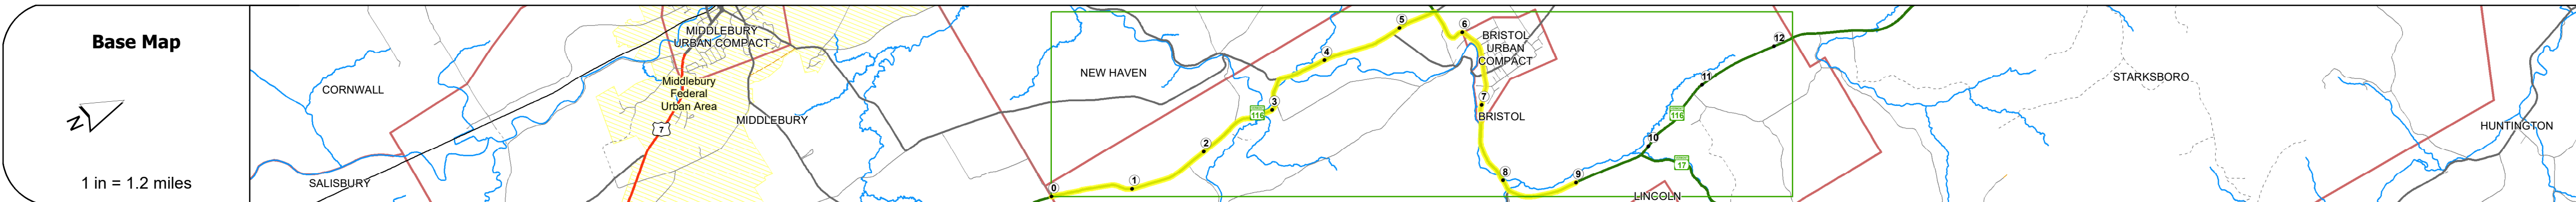 Base Map
N
1 in = 1.2 miles
CORNWALL
SALISBURY
MIDDLEBURY
URBAN COMPACT
Middlebury
Federal
Urban Area
7
MIDDLEBURY
NEW HAVEN
0
1
2
116
3
4
5
6
BRISTOL
URBAN
COMPACT
7
BRISTOL
8
9
LINCOLN
10
17
116
11
12
STARKSBORO
HUNTINGTON